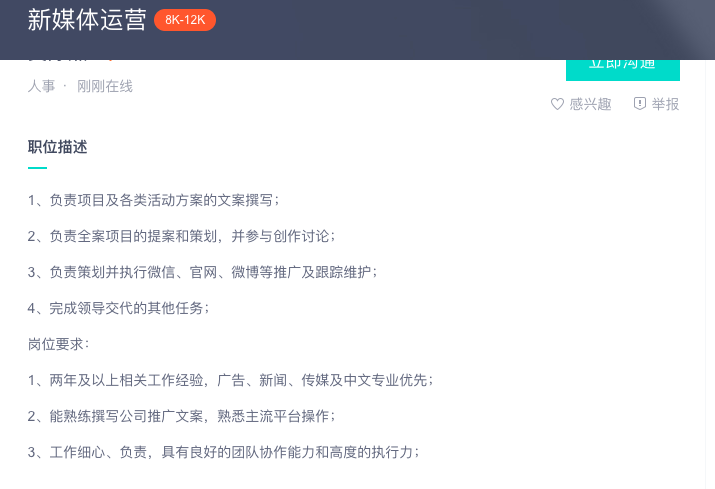 新媒体运营 8K-12K
立即沟通
人事 · 刚刚在线
感兴趣 举报
职位描述
1、负责项目及各类活动方案的文案撰写；
2、负责全案项目的提案和策划，并参与创作讨论；
3、负责策划并执行微信、官网、微博等推广及跟踪维护；
4、完成领导交代的其他任务；
岗位要求：
1、两年及以上相关工作经验，广告、新闻、传媒及中文专业优先；
2、能熟练撰写公司推广文案，熟悉主流平台操作；
3、工作细心、负责，具有良好的团队协作能力和高度的执行力；